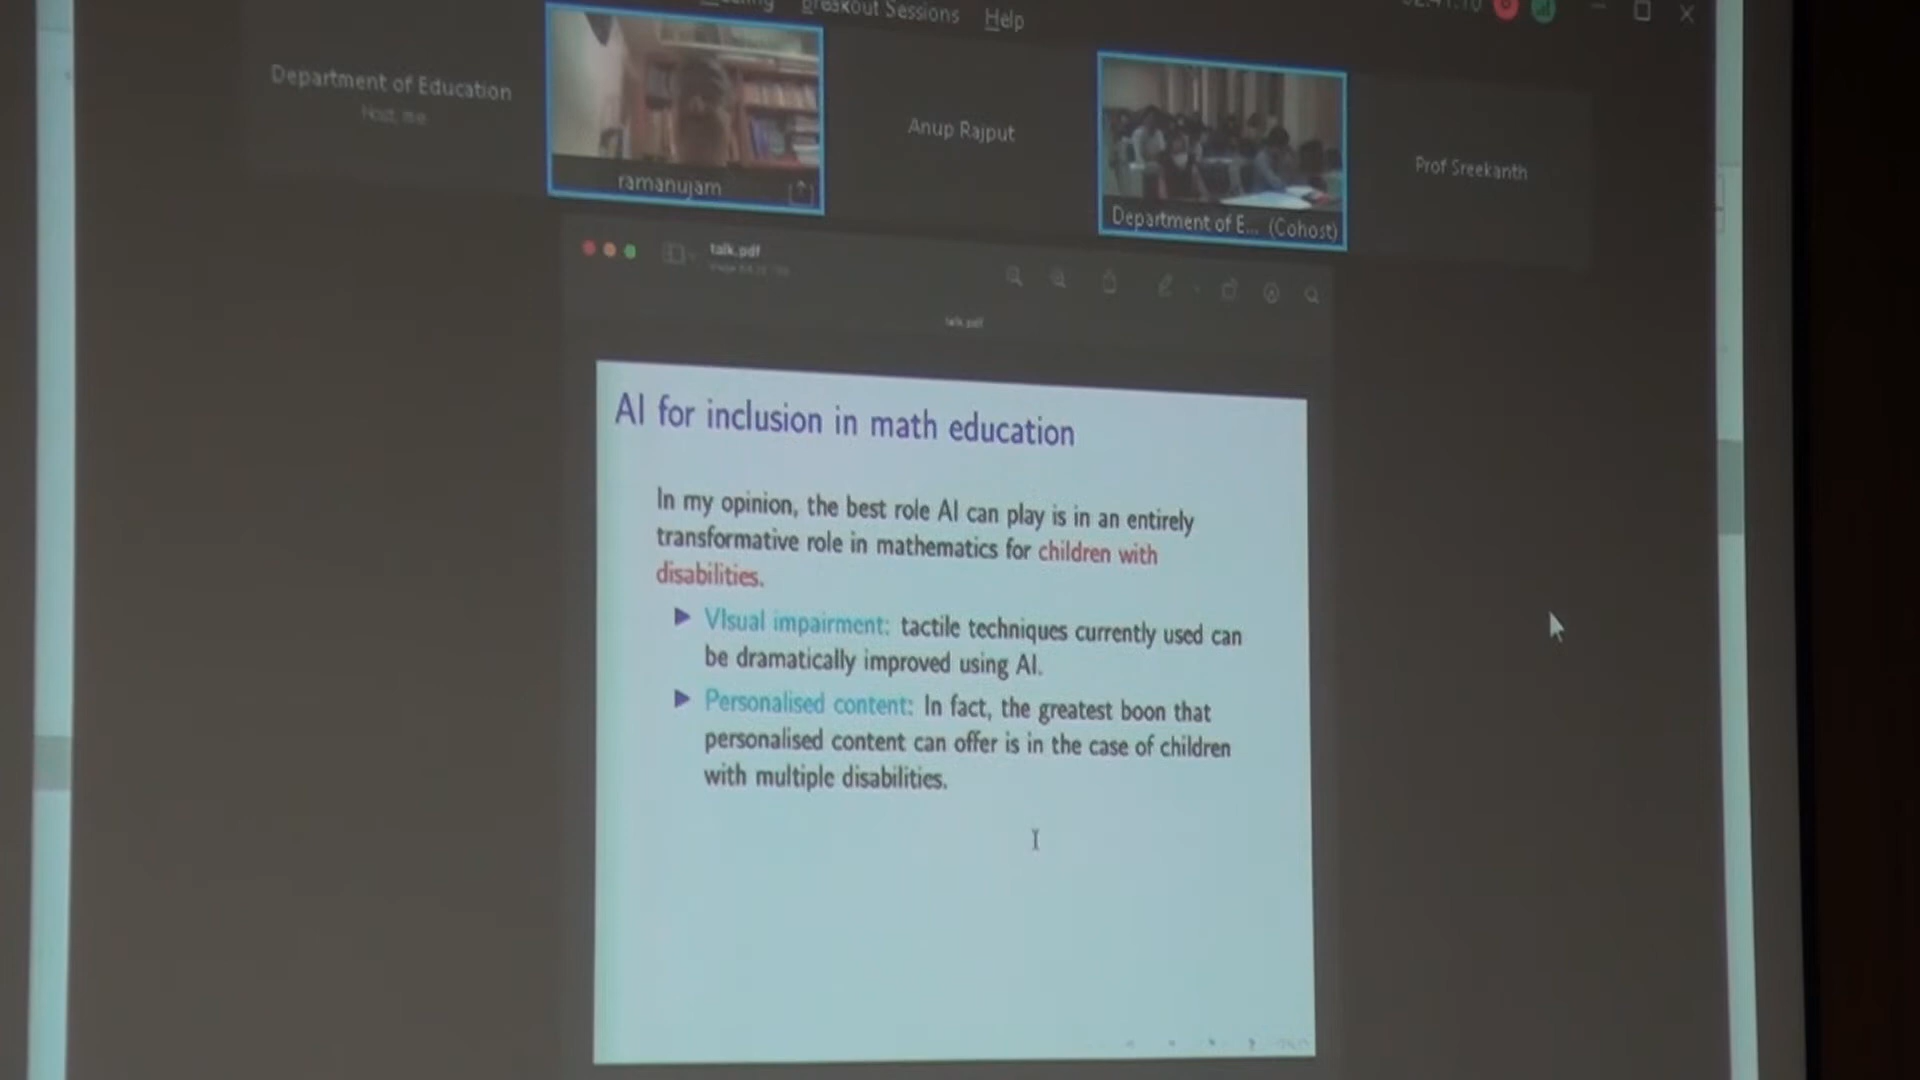 Breakout Sessions Help
Department of Education
Host, me
ramanujam
Anup Rajput
Department of E... (Cohost)
Prof Sreekanth
talk.pdf
talk.pdf
AI for inclusion in math education
In my opinion, the best role AI can play is in an entirely
transformative role in mathematics for children with
disabilities.
VIsual impairment: tactile techniques currently used can
be dramatically improved using AI.
Personalised content: In fact, the greatest boon that
personalised content can offer is in the case of children
with multiple disabilities.